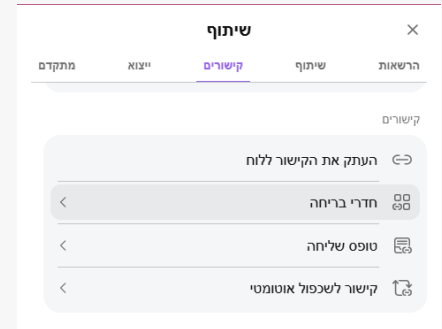 שיתוף
הרשאות שיתוף קישורים ייצוא מתקדם
קישורים
העתק את הקישור ללוח
חדרי בריחה
טופס שליחה
קישור לשכפול אוטומטי